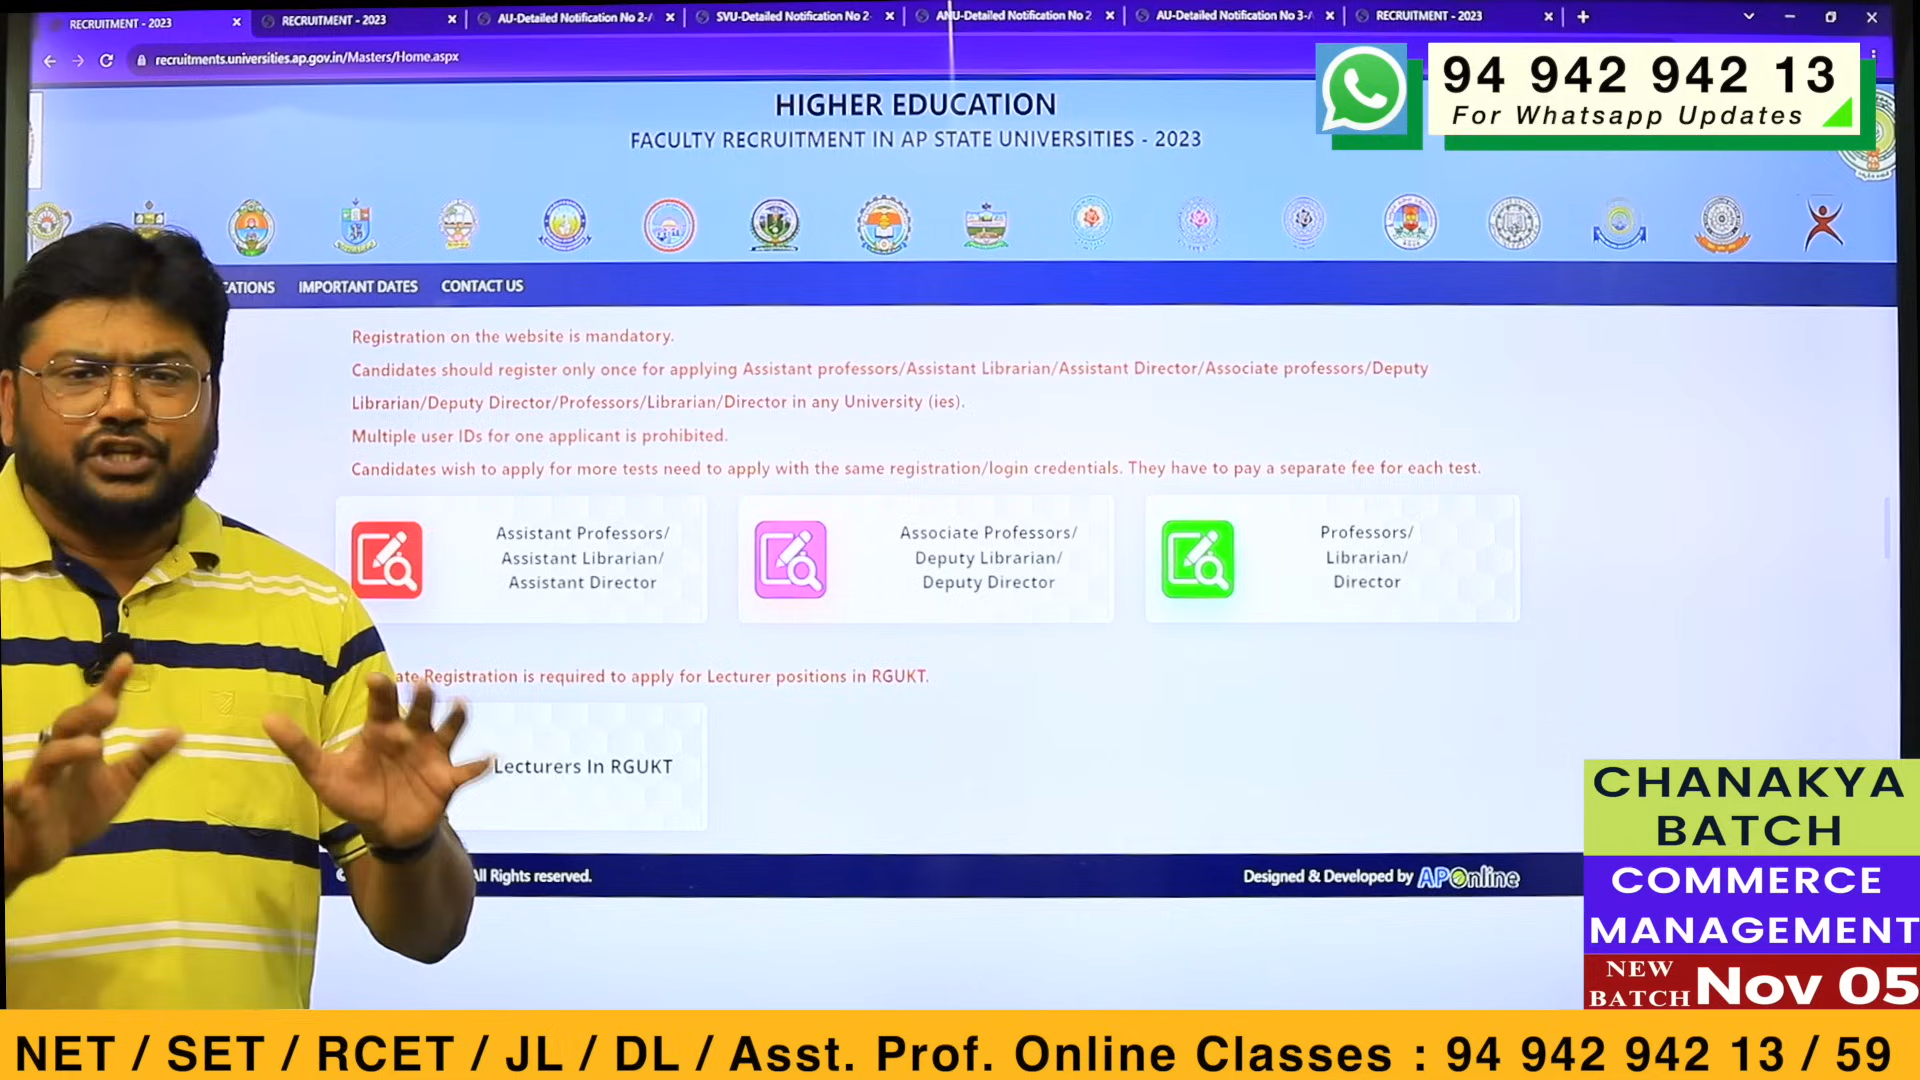 RECRUITMENT - 2023
RECRUITMENT - 2023
AU-Detailed Notification No 2-/
SVU-Detailed Notification No 2-
ANU-Detailed Notification No 2
AU-Detailed Notification No 3-/
RECRUITMENT - 2023
recruitments.universities.ap.gov.in/Masters/Home.aspx
94 942 942 13
For Whatsapp Updates
HIGHER EDUCATION
FACULTY RECRUITMENT IN AP STATE UNIVERSITIES - 2023
CATIONS IMPORTANT DATES CONTACT US
Registration on the website is mandatory.
Candidates should register only once for applying Assistant professors/Assistant Librarian/Assistant Director/Associate professors/Deputy
Librarian/Deputy Director/Professors/Librarian/Director in any University (ies).
Multiple user IDs for one applicant is prohibited.
Candidates wish to apply for more tests need to apply with the same registration/login credentials. They have to pay a separate fee for each test.
Assistant Professors/
Assistant Librarian/
Assistant Director
Associate Professors/
Deputy Librarian/
Deputy Director
Professors/
Librarian/
Director
ate Registration is required to apply for Lecturer positions in RGUKT.
Lecturers In RGUKT
©
All Rights reserved.
Designed & Developed by APOnline
CHANAKYA
BATCH
COMMERCE
MANAGEMENT
NEW
BATCH
Nov 05
NET / SET / RCET / JL / DL / Asst. Prof. Online Classes : 94 942 942 13 / 59